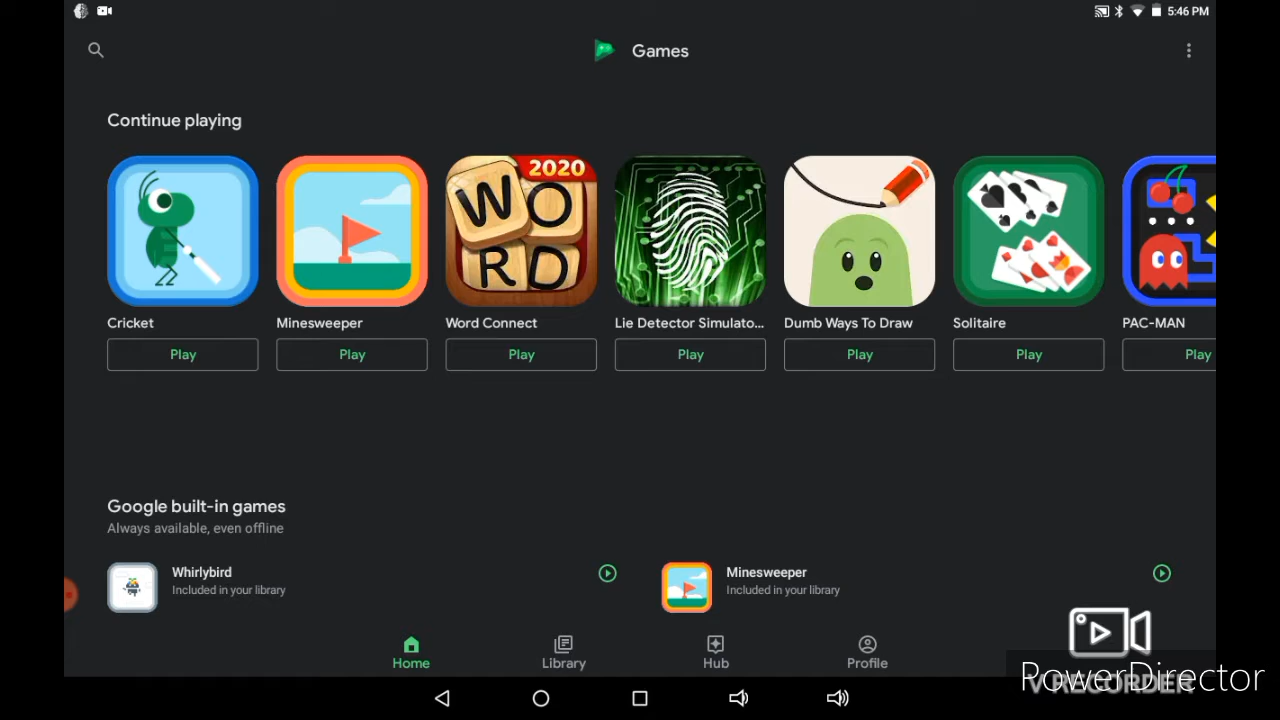 5:46 PM
Games
Continue playing
2020
W O
R D
Cricket
Minesweeper
Word Connect
Lie Detector Simulato...
Dumb Ways To Draw
Solitaire
PAC-MAN
Play
Play
Play
Play
Play
Play
Play
Google built-in games
Always available, even offline
Whirlybird
Included in your library
Minesweeper
Included in your library
Home
Library
Hub
Profile
V RECORDER
PowerDirector